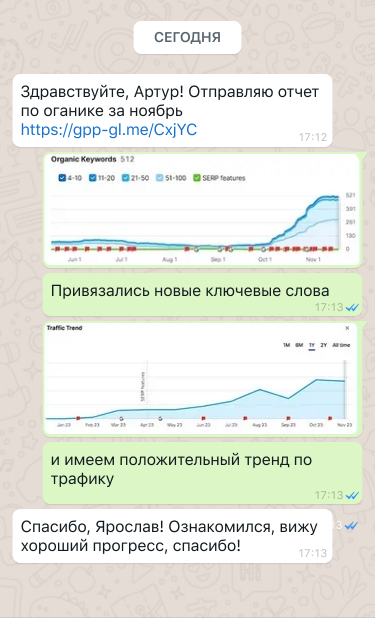 СЕГОДНЯ
Здравствуйте, Артур! Отправляю отчет
по оганике за ноябрь
https://gpp-gl.me/CxjYC
17:12
Organic Keywords 512
4-10 11-20 21-50 51-100 SERP features
521
391
261
130
0
Jun 1 Jul 1 Aug 1 Sep 1 Oct 1 Nov 1
Привязались новые ключевые слова
17:13
Traffic Trend
1M 6M 1Y 2Y All time
SERP features
Jan 23 Feb 23 Mar 23 Apr 23 May 23 Jun 23 Jul 23 Aug 23 Sep 23 Oct 23 Nov 23
и имеем положительный тренд по
трафику
17:13
Спасибо, Ярослав! Ознакомился, вижу
хороший прогресс, спасибо!
17:13